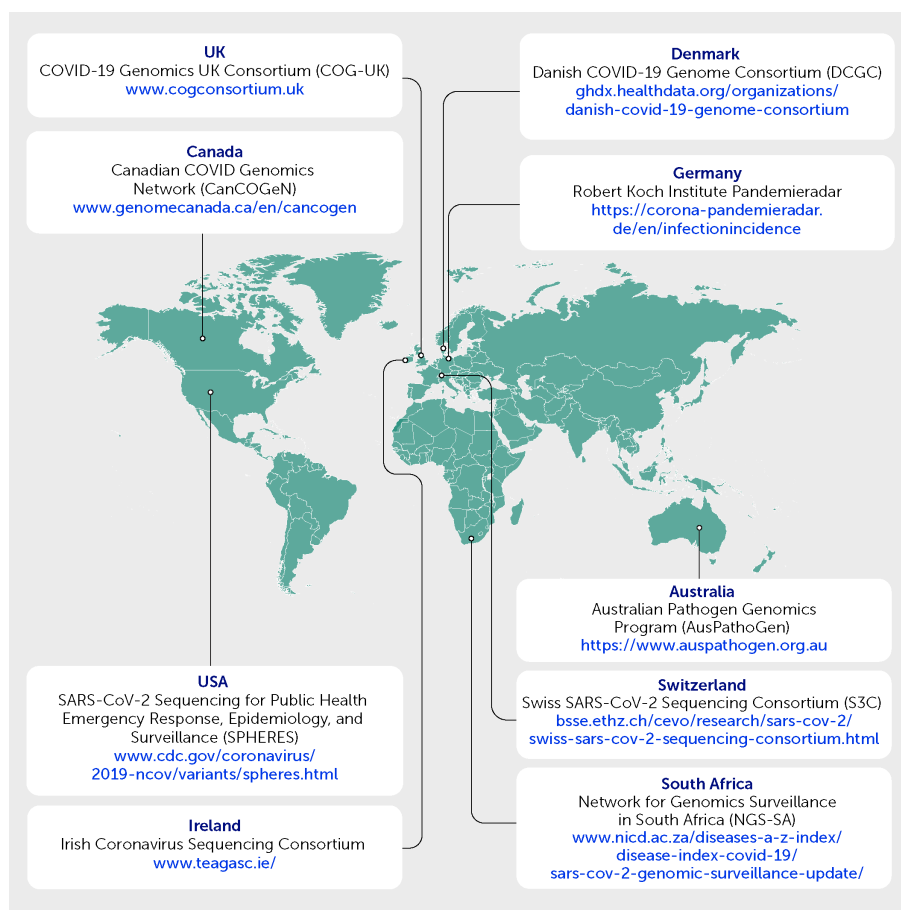 UK
COVID-19 Genomics UK Consortium (COG-UK)
www.cogconsortium.uk
Canada
Canadian COVID Genomics
Network (CanCOGeN)
www.genomecanada.ca/en/cancogen
Denmark
Danish COVID-19 Genome Consortium (DCGC)
ghdx.healthdata.org/organizations/
danish-covid-19-genome-consortium
Germany
Robert Koch Institute Pandemieradar
https://corona-pandemieradar.
de/en/infectionincidence
USA
SARS-CoV-2 Sequencing for Public Health
Emergency Response, Epidemiology, and
Surveillance (SPHERES)
www.cdc.gov/coronavirus/
2019-ncov/variants/spheres.html
Ireland
Irish Coronavirus Sequencing Consortium
www.teagasc.ie/
Australia
Australian Pathogen Genomics
Program (AusPathoGen)
https://www.auspathogen.org.au
Switzerland
Swiss SARS-CoV-2 Sequencing Consortium (S3C)
bsse.ethz.ch/cevo/research/sars-cov-2/
swiss-sars-cov-2-sequencing-consortium.html
South Africa
Network for Genomics Surveillance
in South Africa (NGS-SA)
www.nicd.ac.za/diseases-a-z-index/
disease-index-covid-19/
sars-cov-2-genomic-surveillance-update/